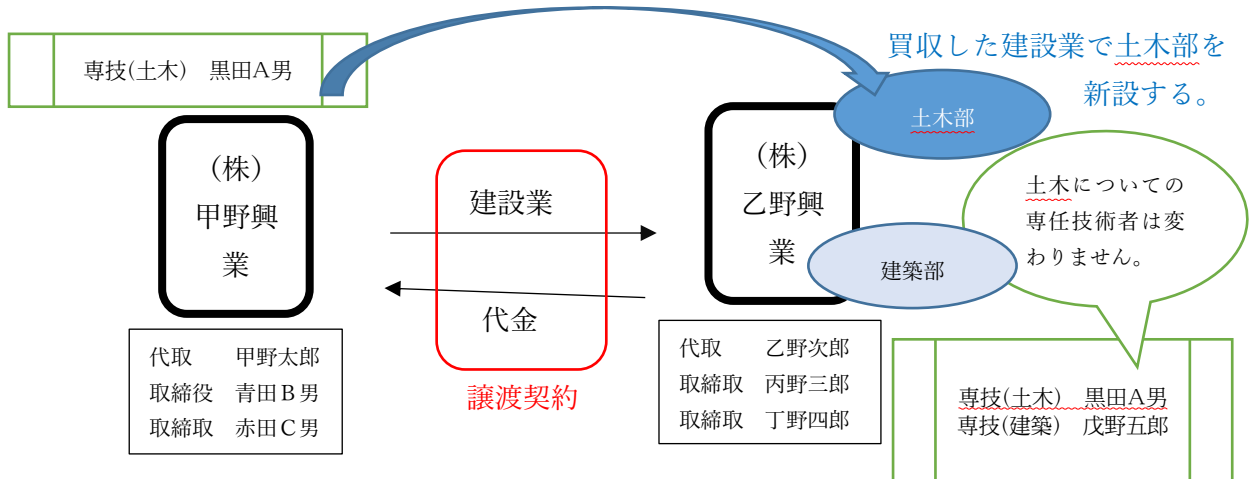 専技(土木) 黒田A男
買収した建設業で土木部を
新設する。
土木部
(株)
甲野興
業
建設業
代金
譲渡契約
(株)
乙野興
業
建築部
土木についての
専任技術者は変
わりません。
代取 甲野太郎
取締役 青田B男
取締取 赤田C男
代取 乙野次郎
取締取 丙野三郎
取締取 丁野四郎
専技(土木) 黒田A男
専技(建築) 戊野五郎